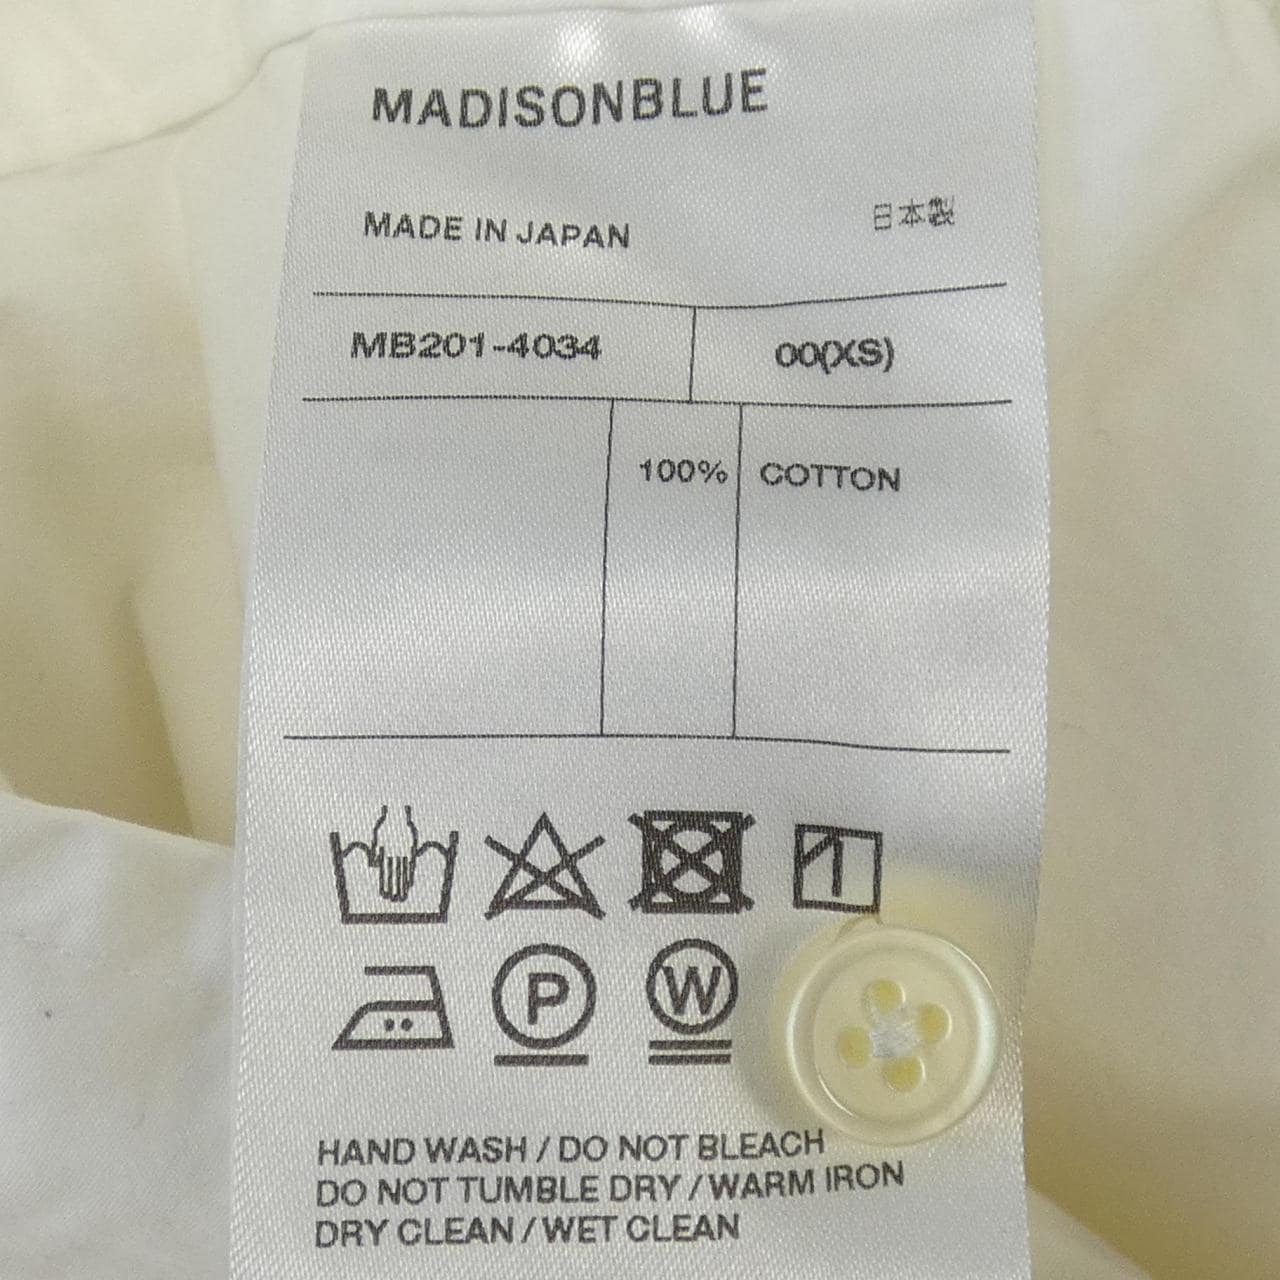 MADISONBLUE
MADE IN JAPAN 日本製
MB201-4034 00(XS)
100% COTTON
P W
HAND WASH / DO NOT BLEACH
DO NOT TUMBLE DRY / WARM IRON
DRY CLEAN / WET CLEAN